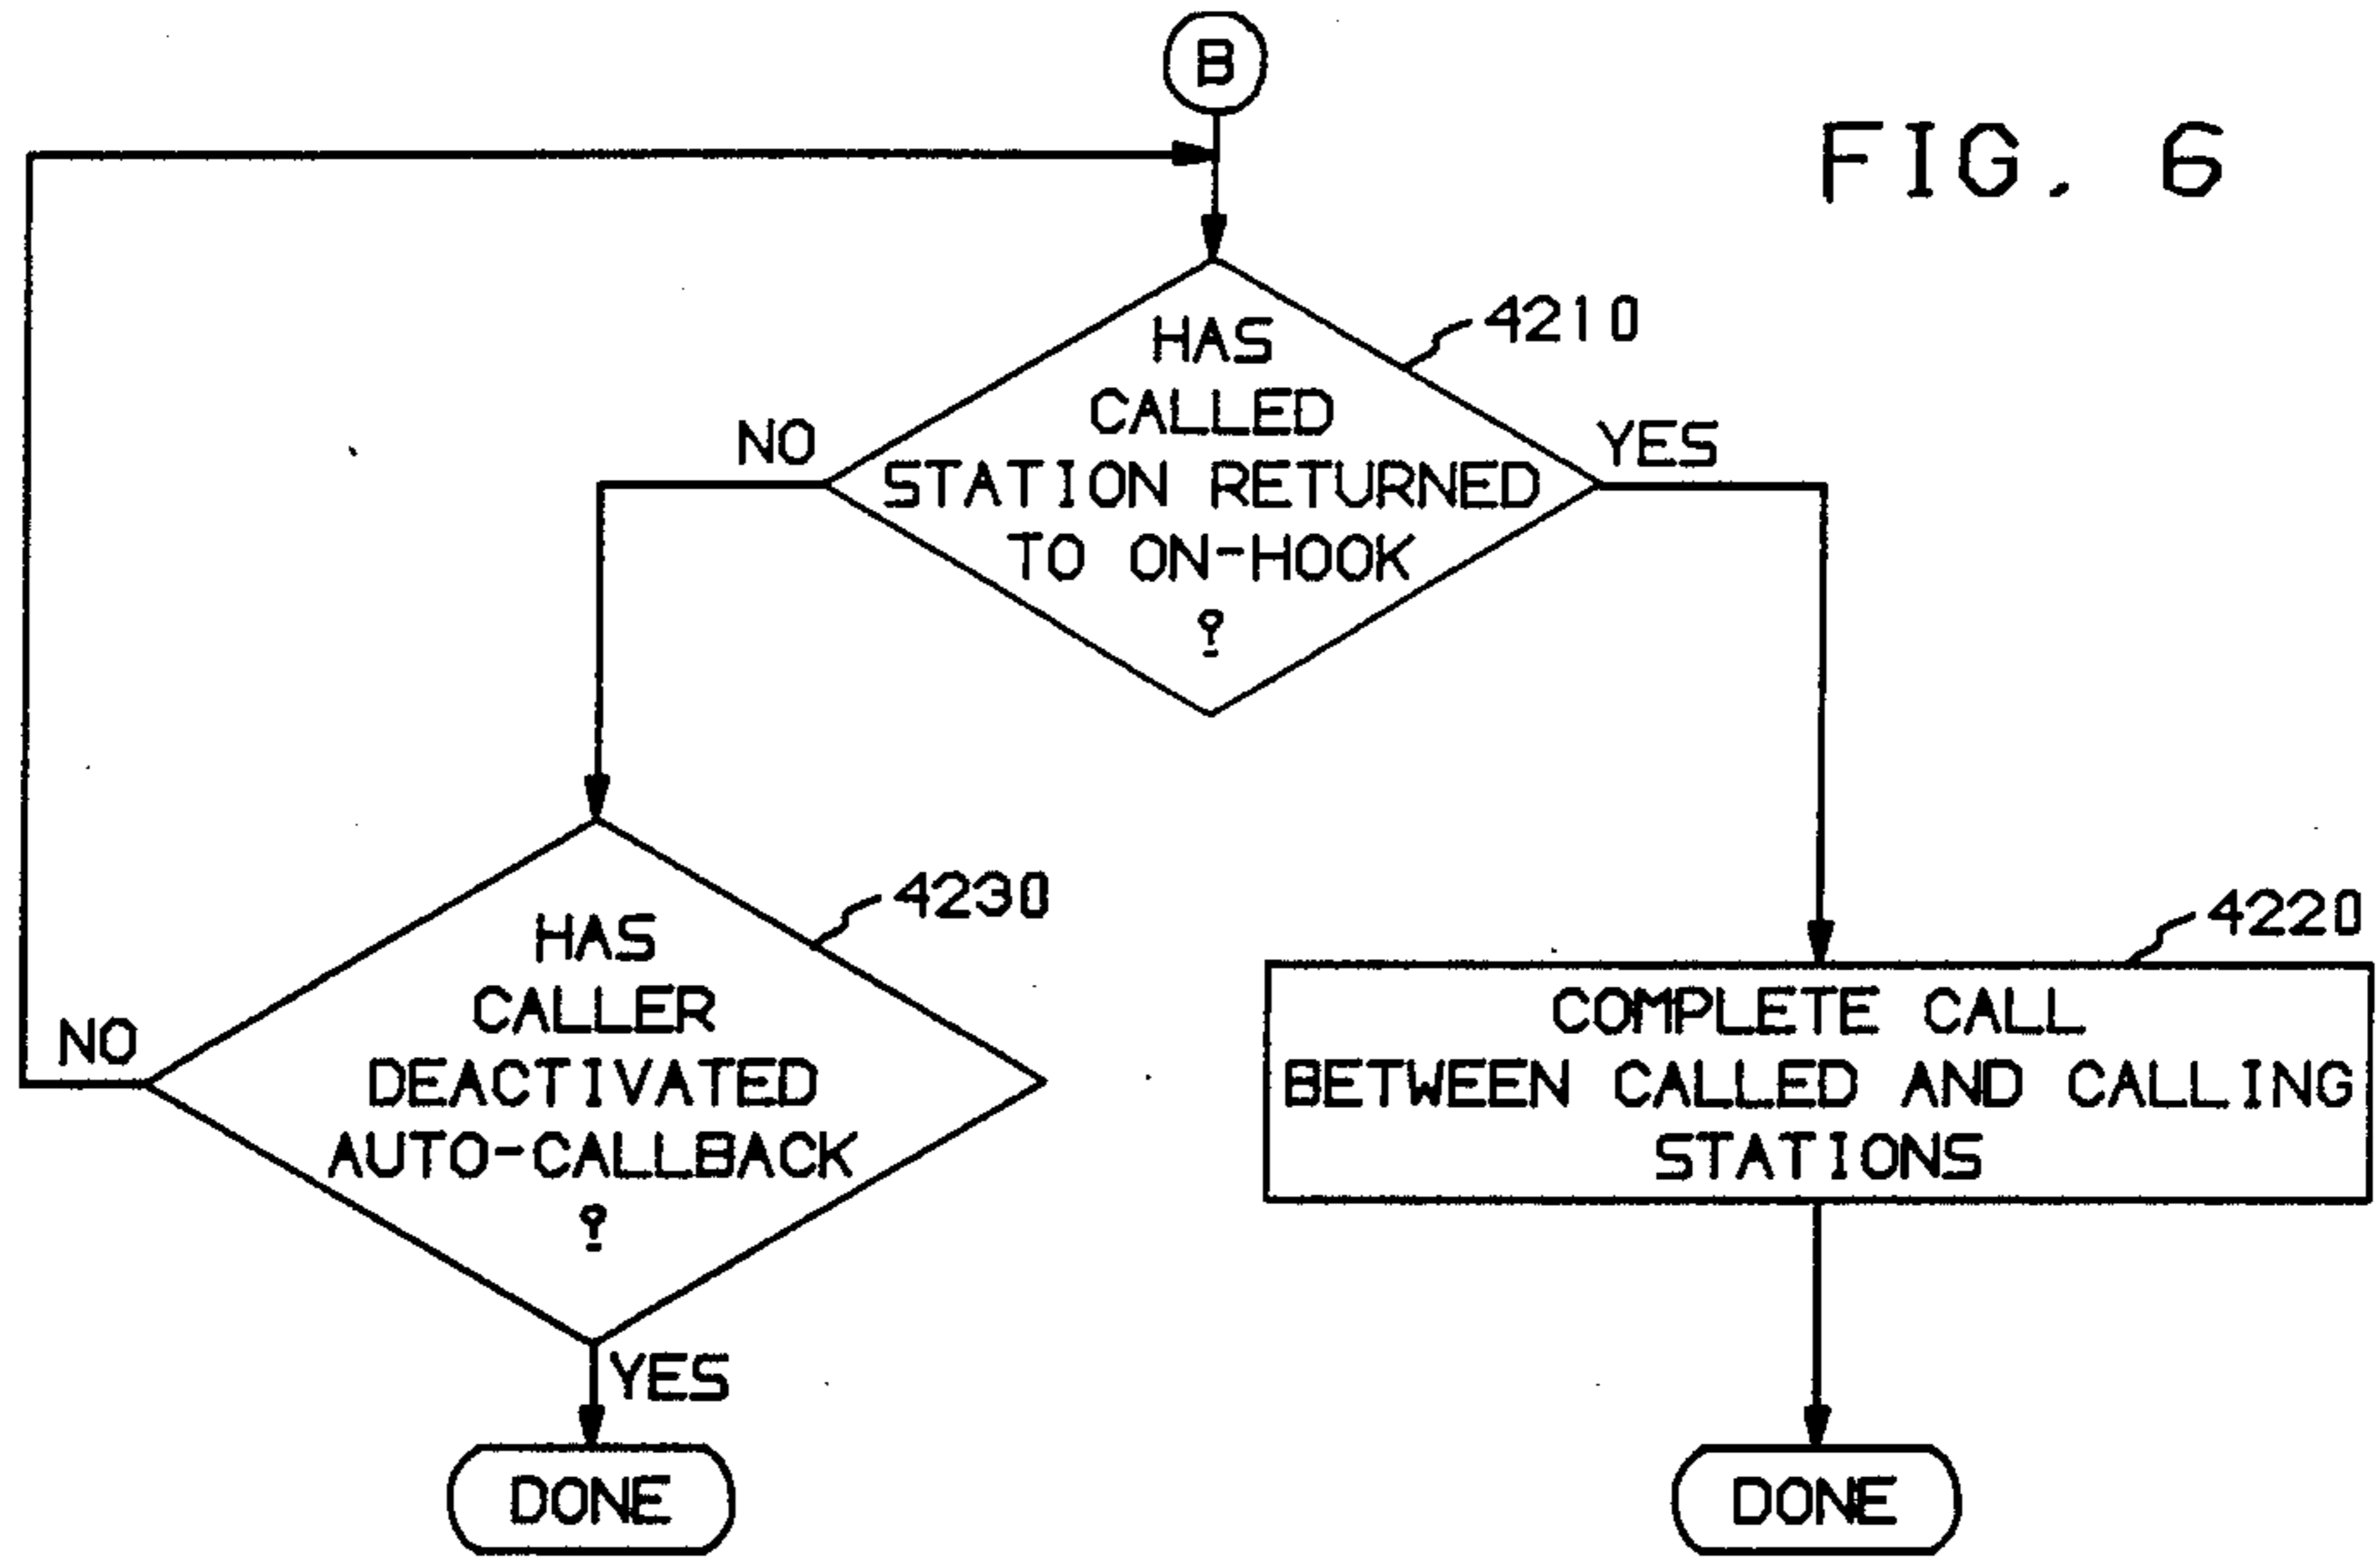 B
FIG. 6
4210
HAS
CALLED
STATION RETURNED
TO ON-HOOK
?
NO
YES
4230
HAS
CALLER
DEACTIVATED
AUTO-CALLBACK
?
NO
YES
4220
COMPLETE CALL
BETWEEN CALLED AND CALLING
STATIONS
DONE
DONE